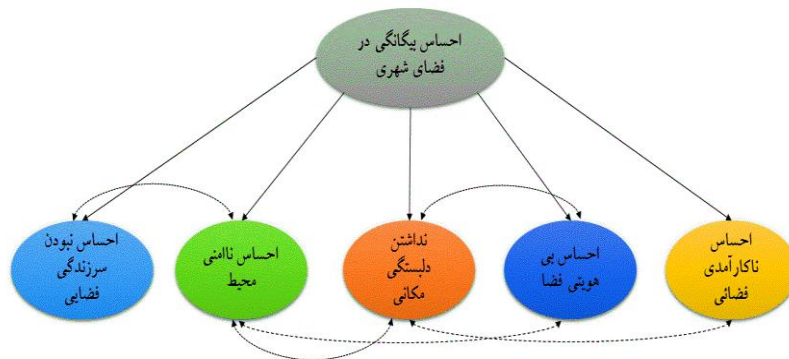 احساس بیگانگی در
فضای شهری
احساس
ناکارآمدی
فضائی
احساس بی
هویتی فضا
نداشتن
دلبستگی
مکانی
احساس ناامنی
محیط
احساس نبودن
سرزندگی
فضایی